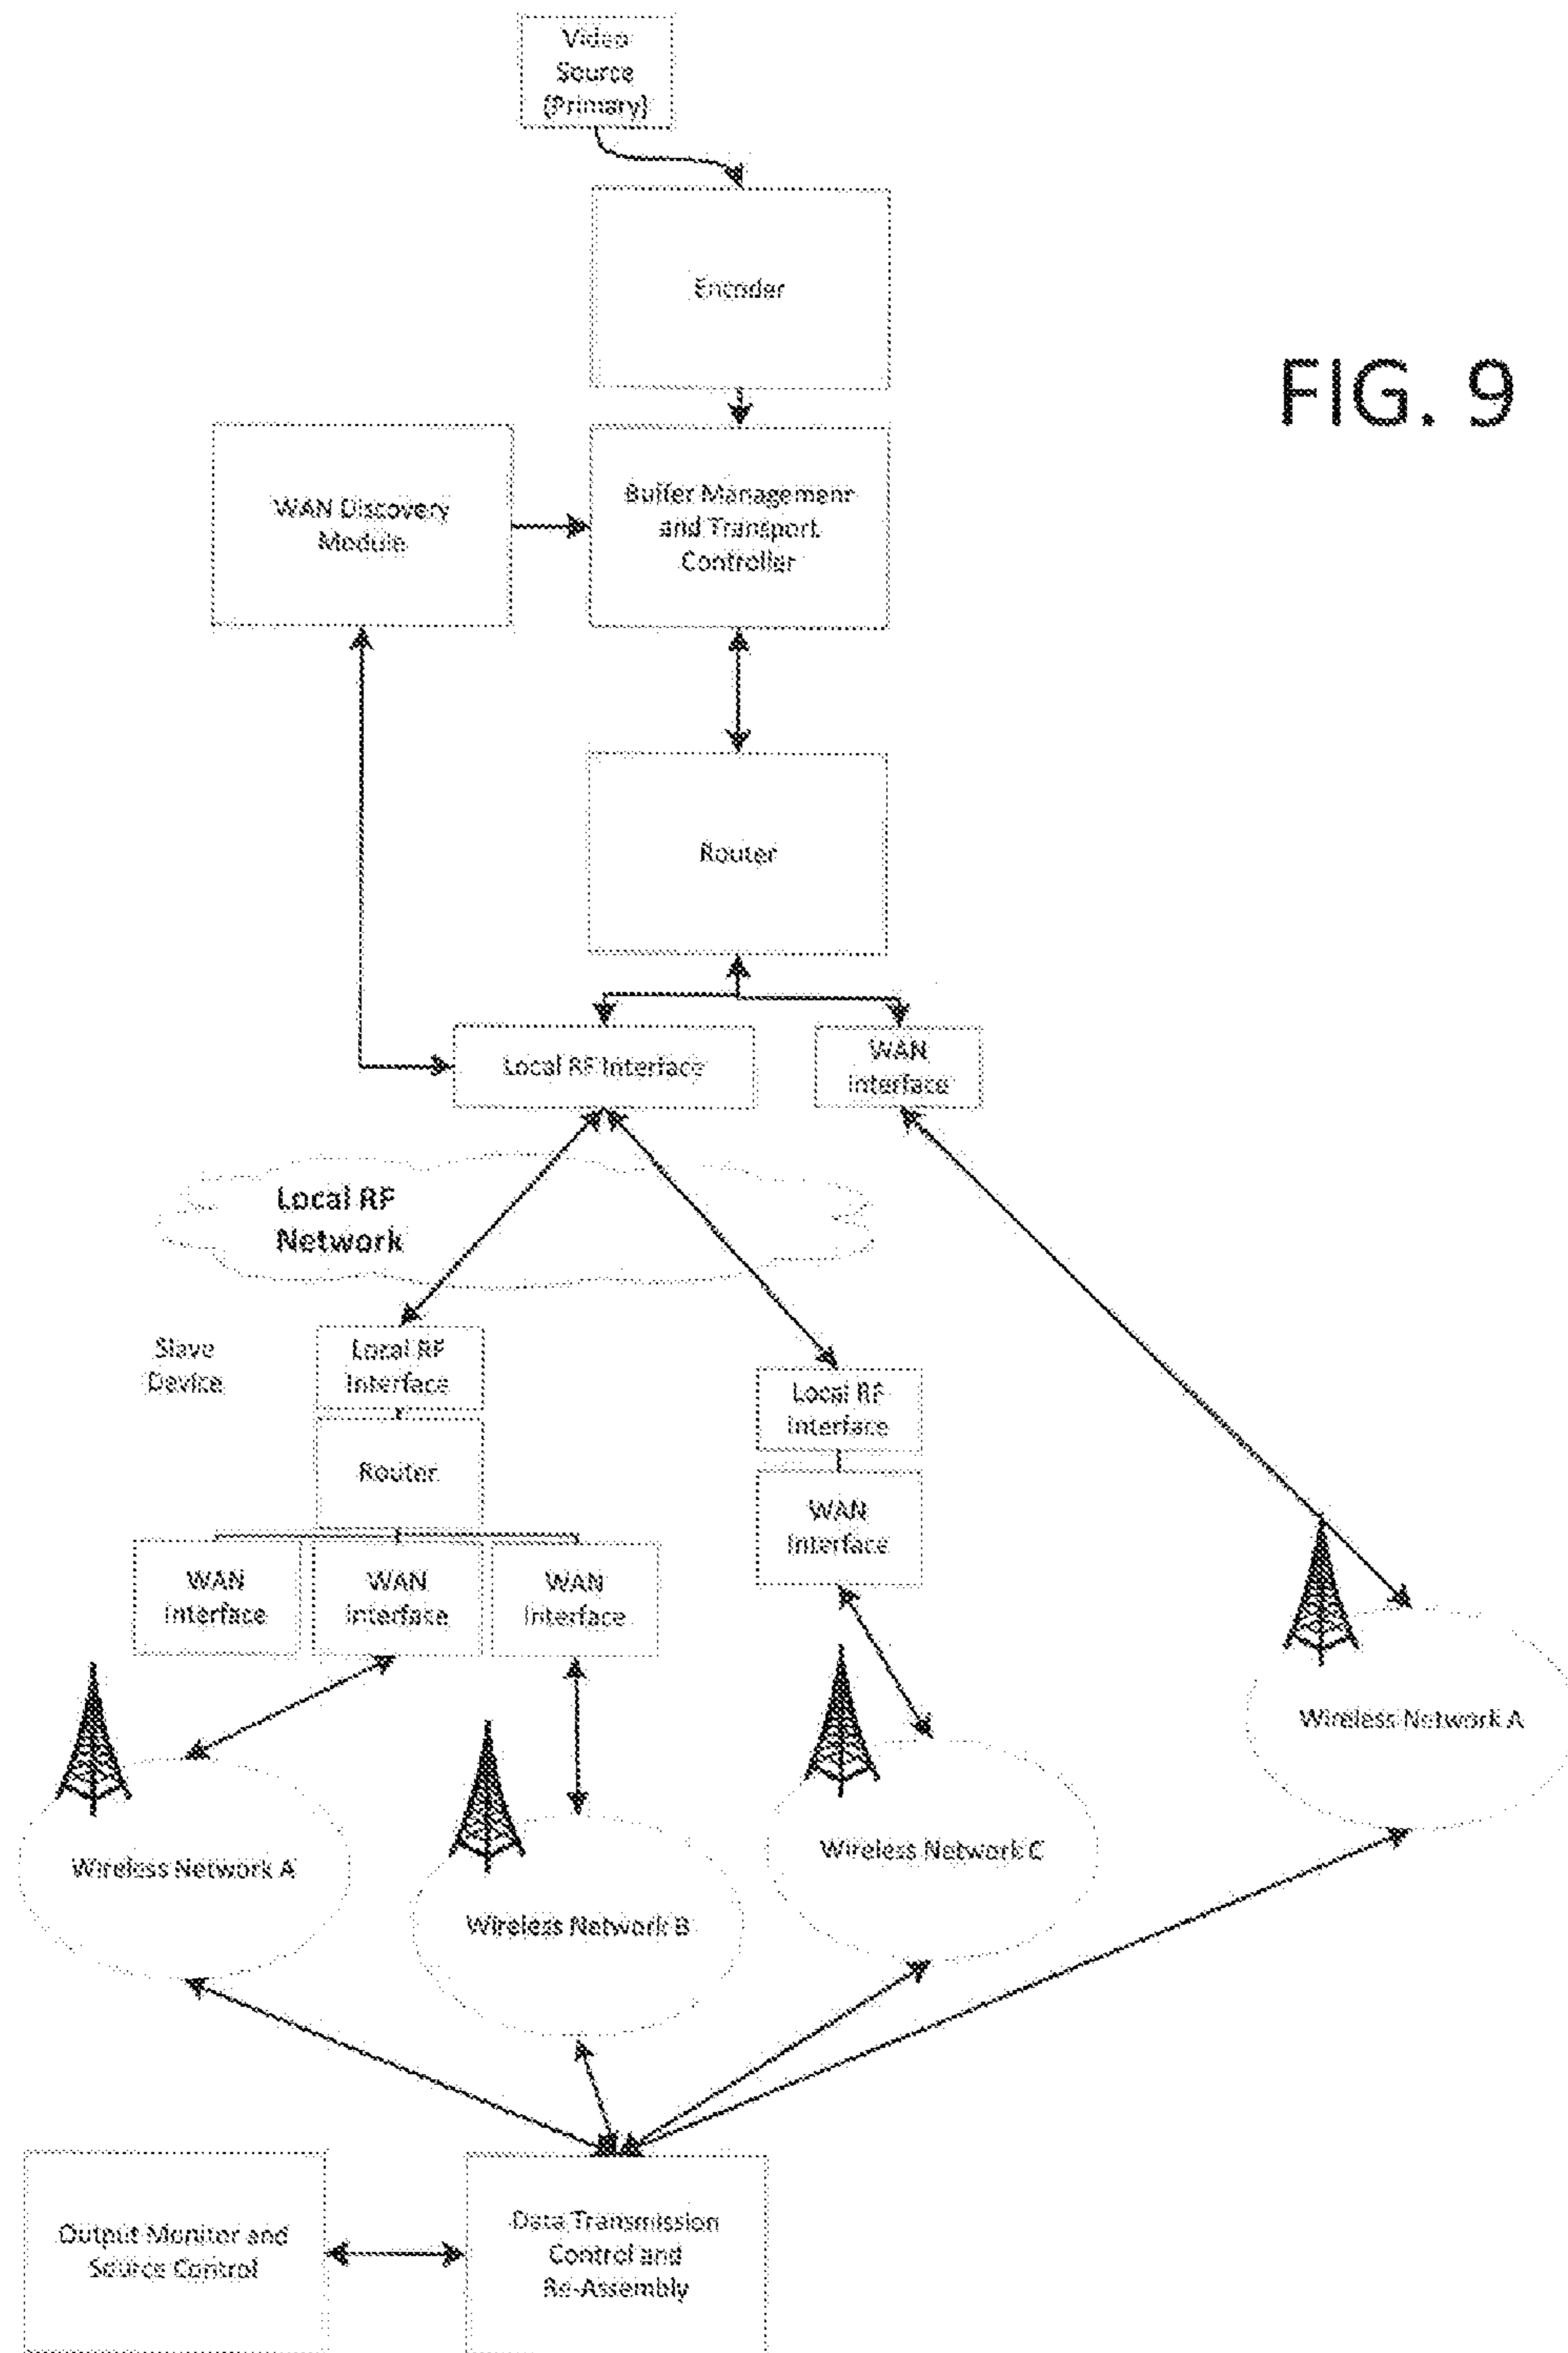 Video
Source
(Primary)
Encoder
FIG. 9
WAN Discovery
Module
Buffer Management
and Transport
Controller
Router
Local RF Interface
WAN
Interface
Local RF
Network
Slave
Device
Local RF
Interface
Local RF
Interface
Router
WAN
Interface
WAN
Interface
WAN
Interface
WAN
Interface
Wireless Network A
Wireless Network C
Wireless Network A
Wireless Network B
Output Monitor and
Source Control
Data Transmission
Control and
Re-Assembly